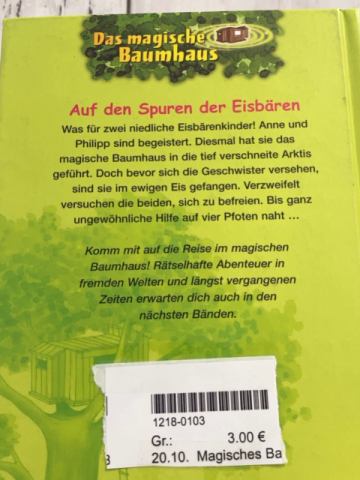 Das magische
Baumhaus
Auf den Spuren der Eisbären
Was für zwei niedliche Eisbärenkinder! Anne und
Philipp sind begeistert. Diesmal hat sie das
magische Baumhaus in die tief verschneite Arktis
geführt. Doch bevor sich die Geschwister versehen,
sind sie im ewigen Eis gefangen. Verzweifelt
versuchen die beiden, sich zu befreien. Bis ganz
ungewöhnliche Hilfe auf vier Pfoten naht ...
Komm mit auf die Reise im magischen
Baumhaus! Rätselhafte Abenteuer in
fremden Welten und längst vergangenen
Zeiten erwarten dich auch in den
nächsten Bänden.
1218-0103
Gr.: 3.00 €
20.10. Magisches Ba